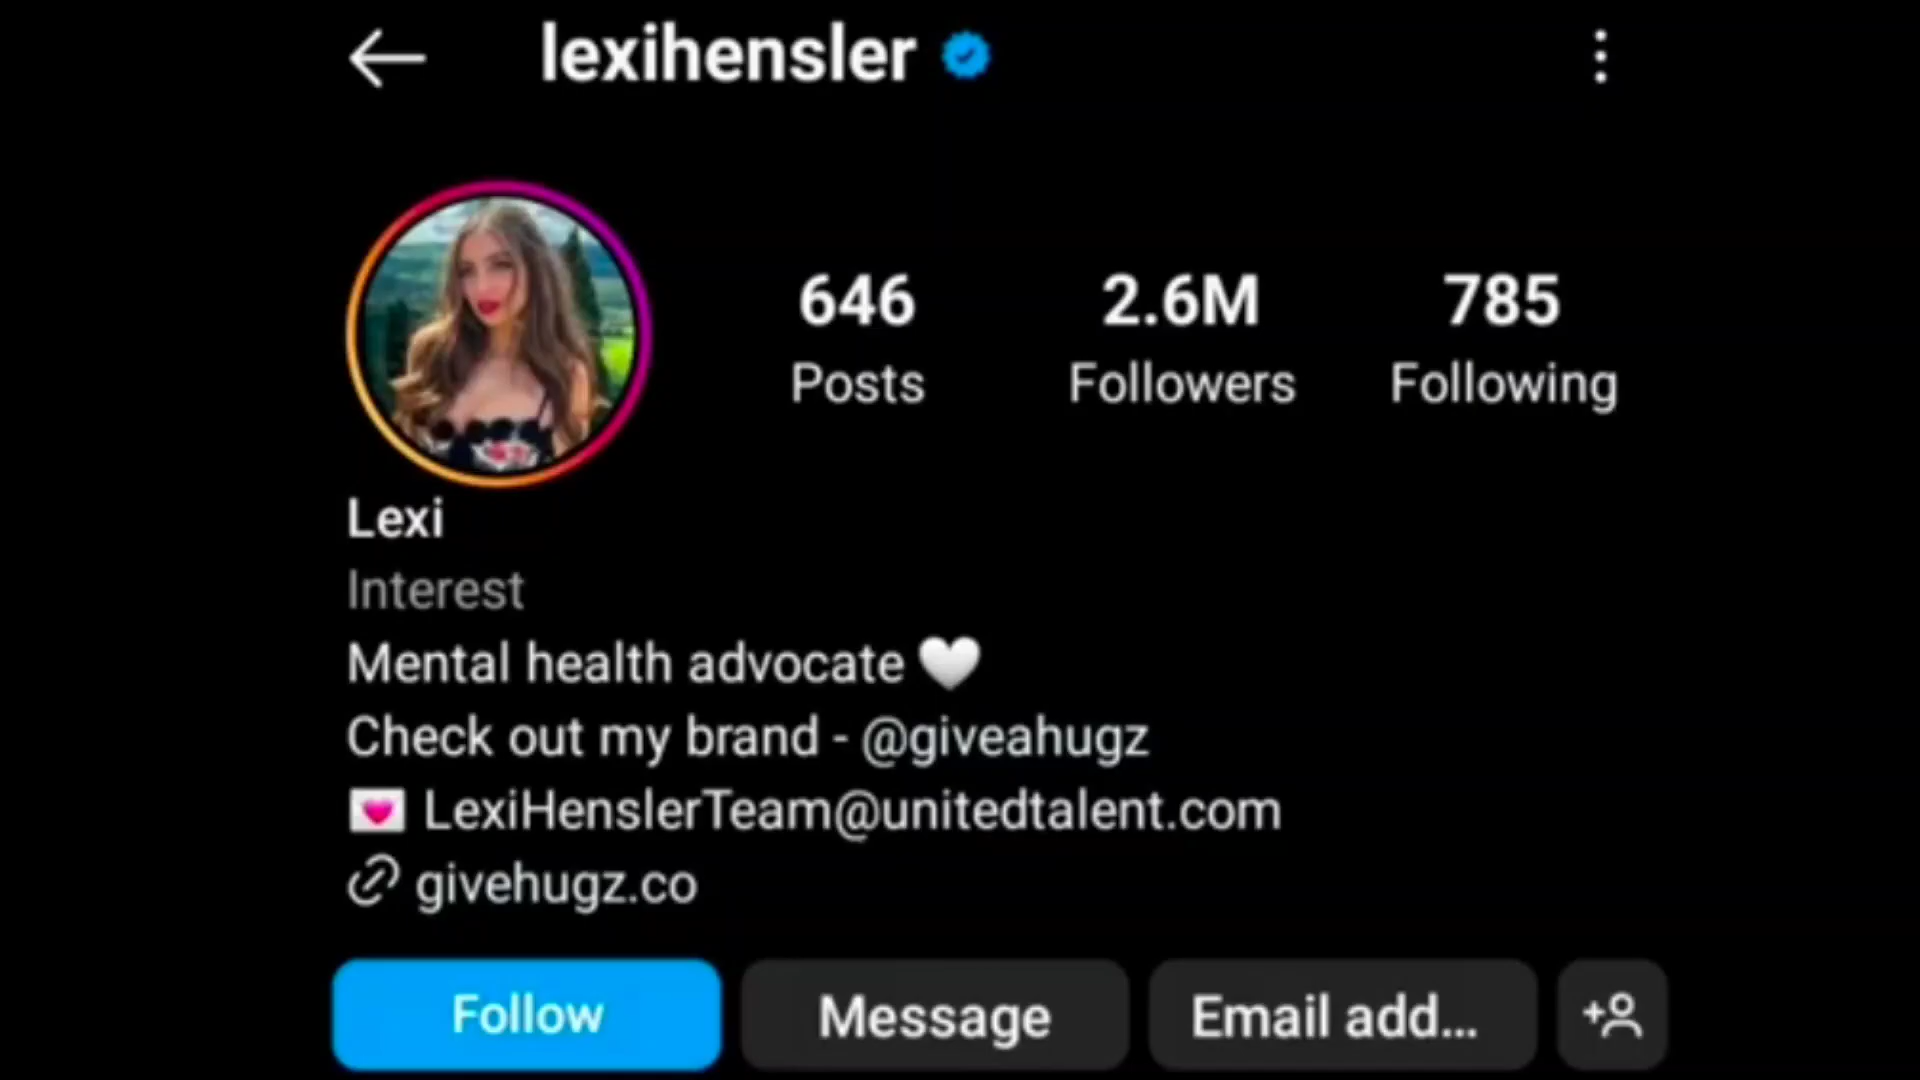 lexihensler
646 2.6M 785
Posts Followers Following
Lexi
Interest
Mental health advocate 🤍
Check out my brand - @giveahugz
💌 LexiHenslerTeam@unitedtalent.com
givehugz.co
Follow Message Email add...